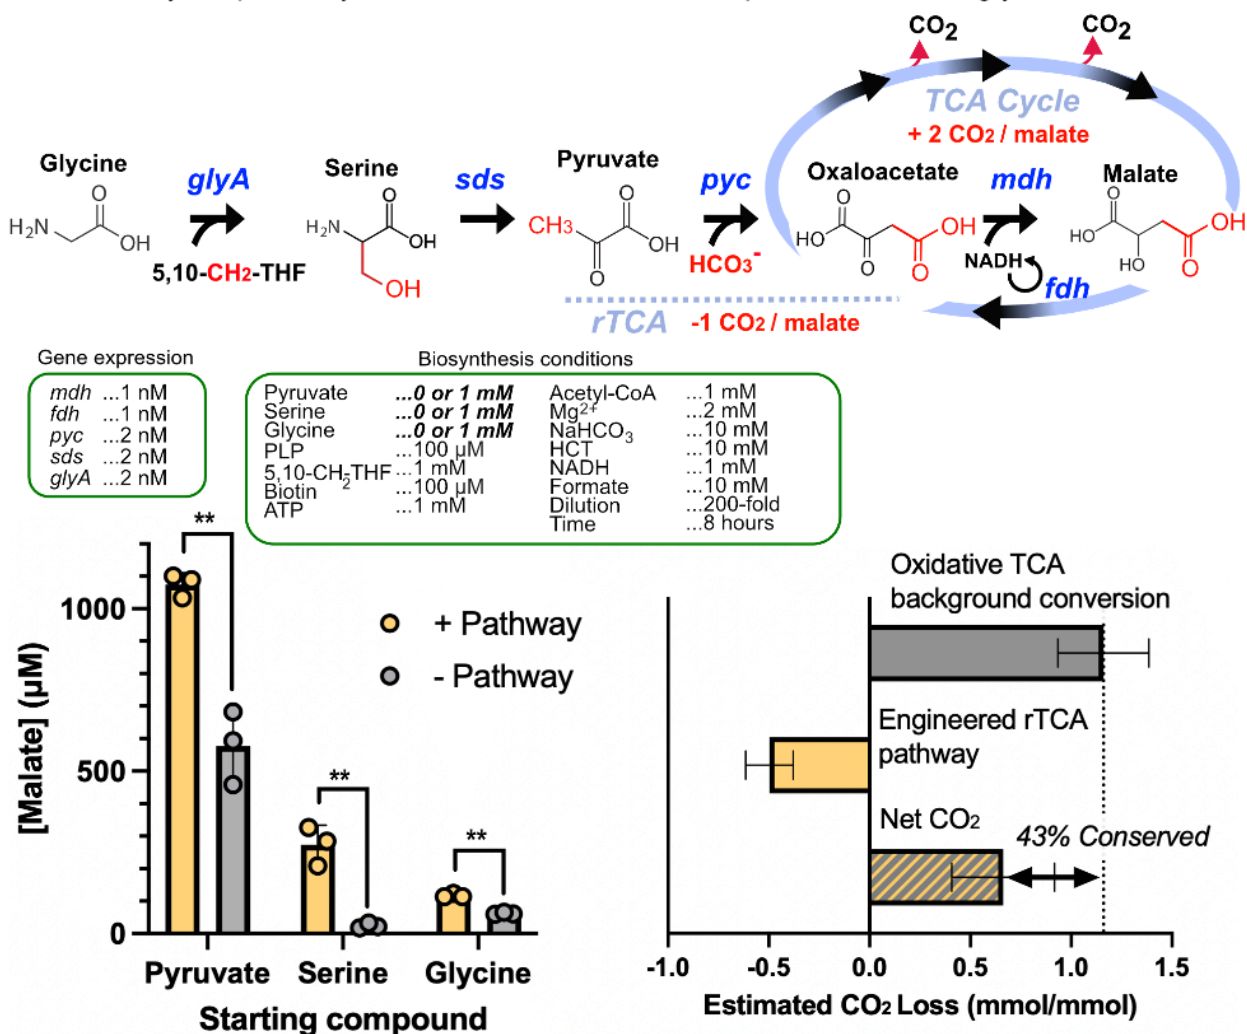 CO2
CO2
TCA Cycle
+ 2 CO2 / malate
Glycine
glyA
Serine
sds
Pyruvate
pyc
Oxaloacetate
mdh
Malate
H2N
O
OH
5,10-CH2-THF
H2N
O
OH
OH
CH3
O
OH
O
HCO3-
O
HO
O
OH
O
NADH
fdh
O
HO
HO
OH
O
rTCA -1 CO2 / malate
Gene expression
mdh ...1 nM
fdh ...1 nM
pyc ...2 nM
sds ...2 nM
glyA ...2 nM
Biosynthesis conditions
Pyruvate ...0 or 1 mM
Serine ...0 or 1 mM
Glycine ...0 or 1 mM
PLP ...100 µM
5,10-CH2-THF ...1 mM
Biotin ...100 µM
ATP ...1 mM
Acetyl-CoA ...1 mM
Mg2+ ...2 mM
NaHCO3 ...10 mM
HCT ...10 mM
NADH ...1 mM
Formate ...10 mM
Dilution ...200-fold
Time ...8 hours
[Malate] (µM)
1000
500
0
**
**
**
+ Pathway
- Pathway
Pyruvate Serine Glycine
Starting compound
Oxidative TCA
background conversion
Engineered rTCA
pathway
Net CO2
43% Conserved
-1.0 -0.5 0.0 0.5 1.0 1.5
Estimated CO2 Loss (mmol/mmol)